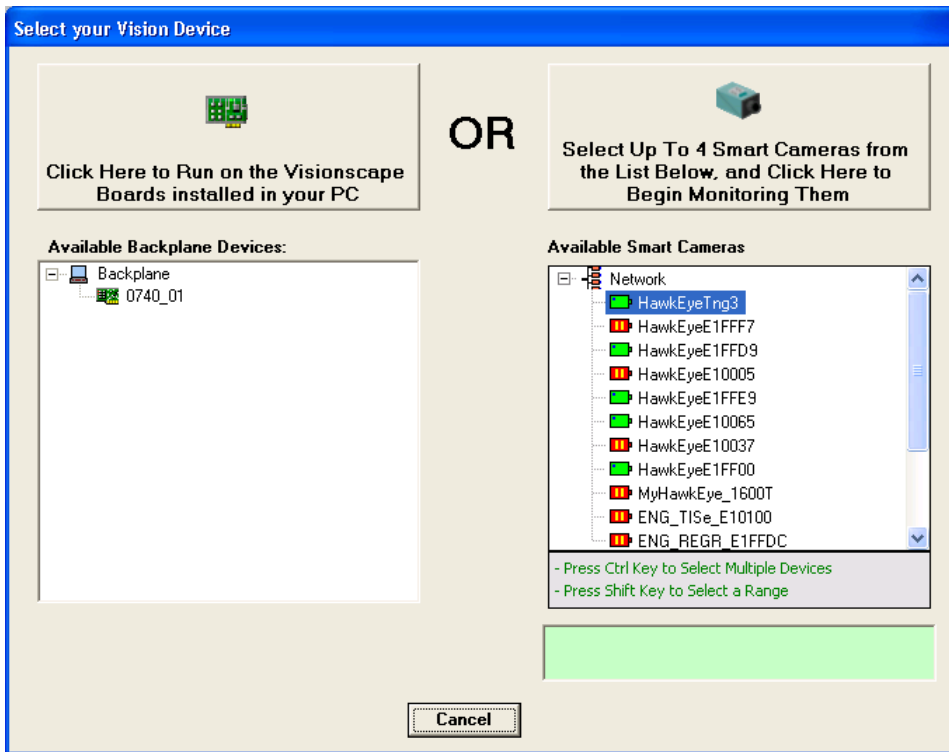 Select your Vision Device
Click Here to Run on the Visionscape
Boards installed in your PC
OR
Select Up To 4 Smart Cameras from
the List Below, and Click Here to
Begin Monitoring Them
Available Backplane Devices:
Backplane
0740_01
Available Smart Cameras
Network
HawkEyeTng3
HawkEyeE1FFF7
HawkEyeE1FFD9
HawkEyeE10005
HawkEyeE1FFE9
HawkEyeE10065
HawkEyeE10037
HawkEyeE1FF00
MyHawkEye_1600T
ENG_TISe_E10100
ENG_REGR_E1FFDC
- Press Ctrl Key to Select Multiple Devices
- Press Shift Key to Select a Range
Cancel